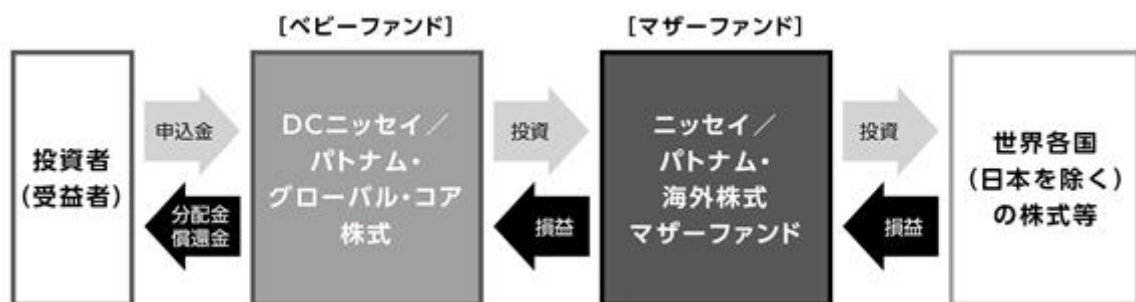 [ベビーファンド]
[マザーファンド]
投資者
(受益者)
申込金
分配金
償還金
DCニッセイ／
パトナム・
グローバル・コア
株式
投資
損益
ニッセイ／
パトナム・
海外株式
マザーファンド
投資
損益
世界各国
(日本を除く)
の株式等